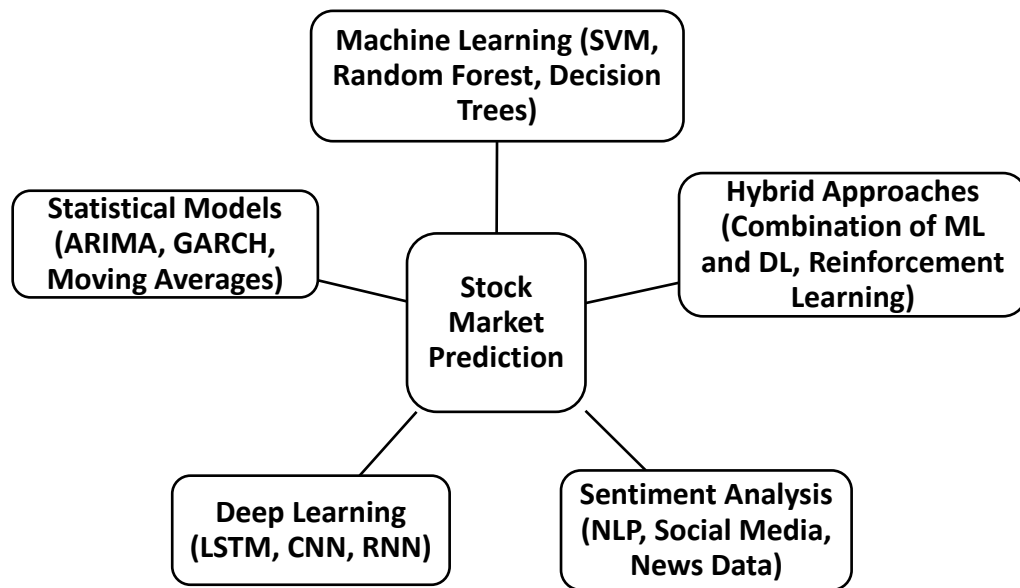 Machine Learning (SVM,
Random Forest, Decision
Trees)
Statistical Models
(ARIMA, GARCH,
Moving Averages)
Hybrid Approaches
(Combination of ML
and DL, Reinforcement
Learning)
Stock
Market
Prediction
Deep Learning
(LSTM, CNN, RNN)
Sentiment Analysis
(NLP, Social Media,
News Data)